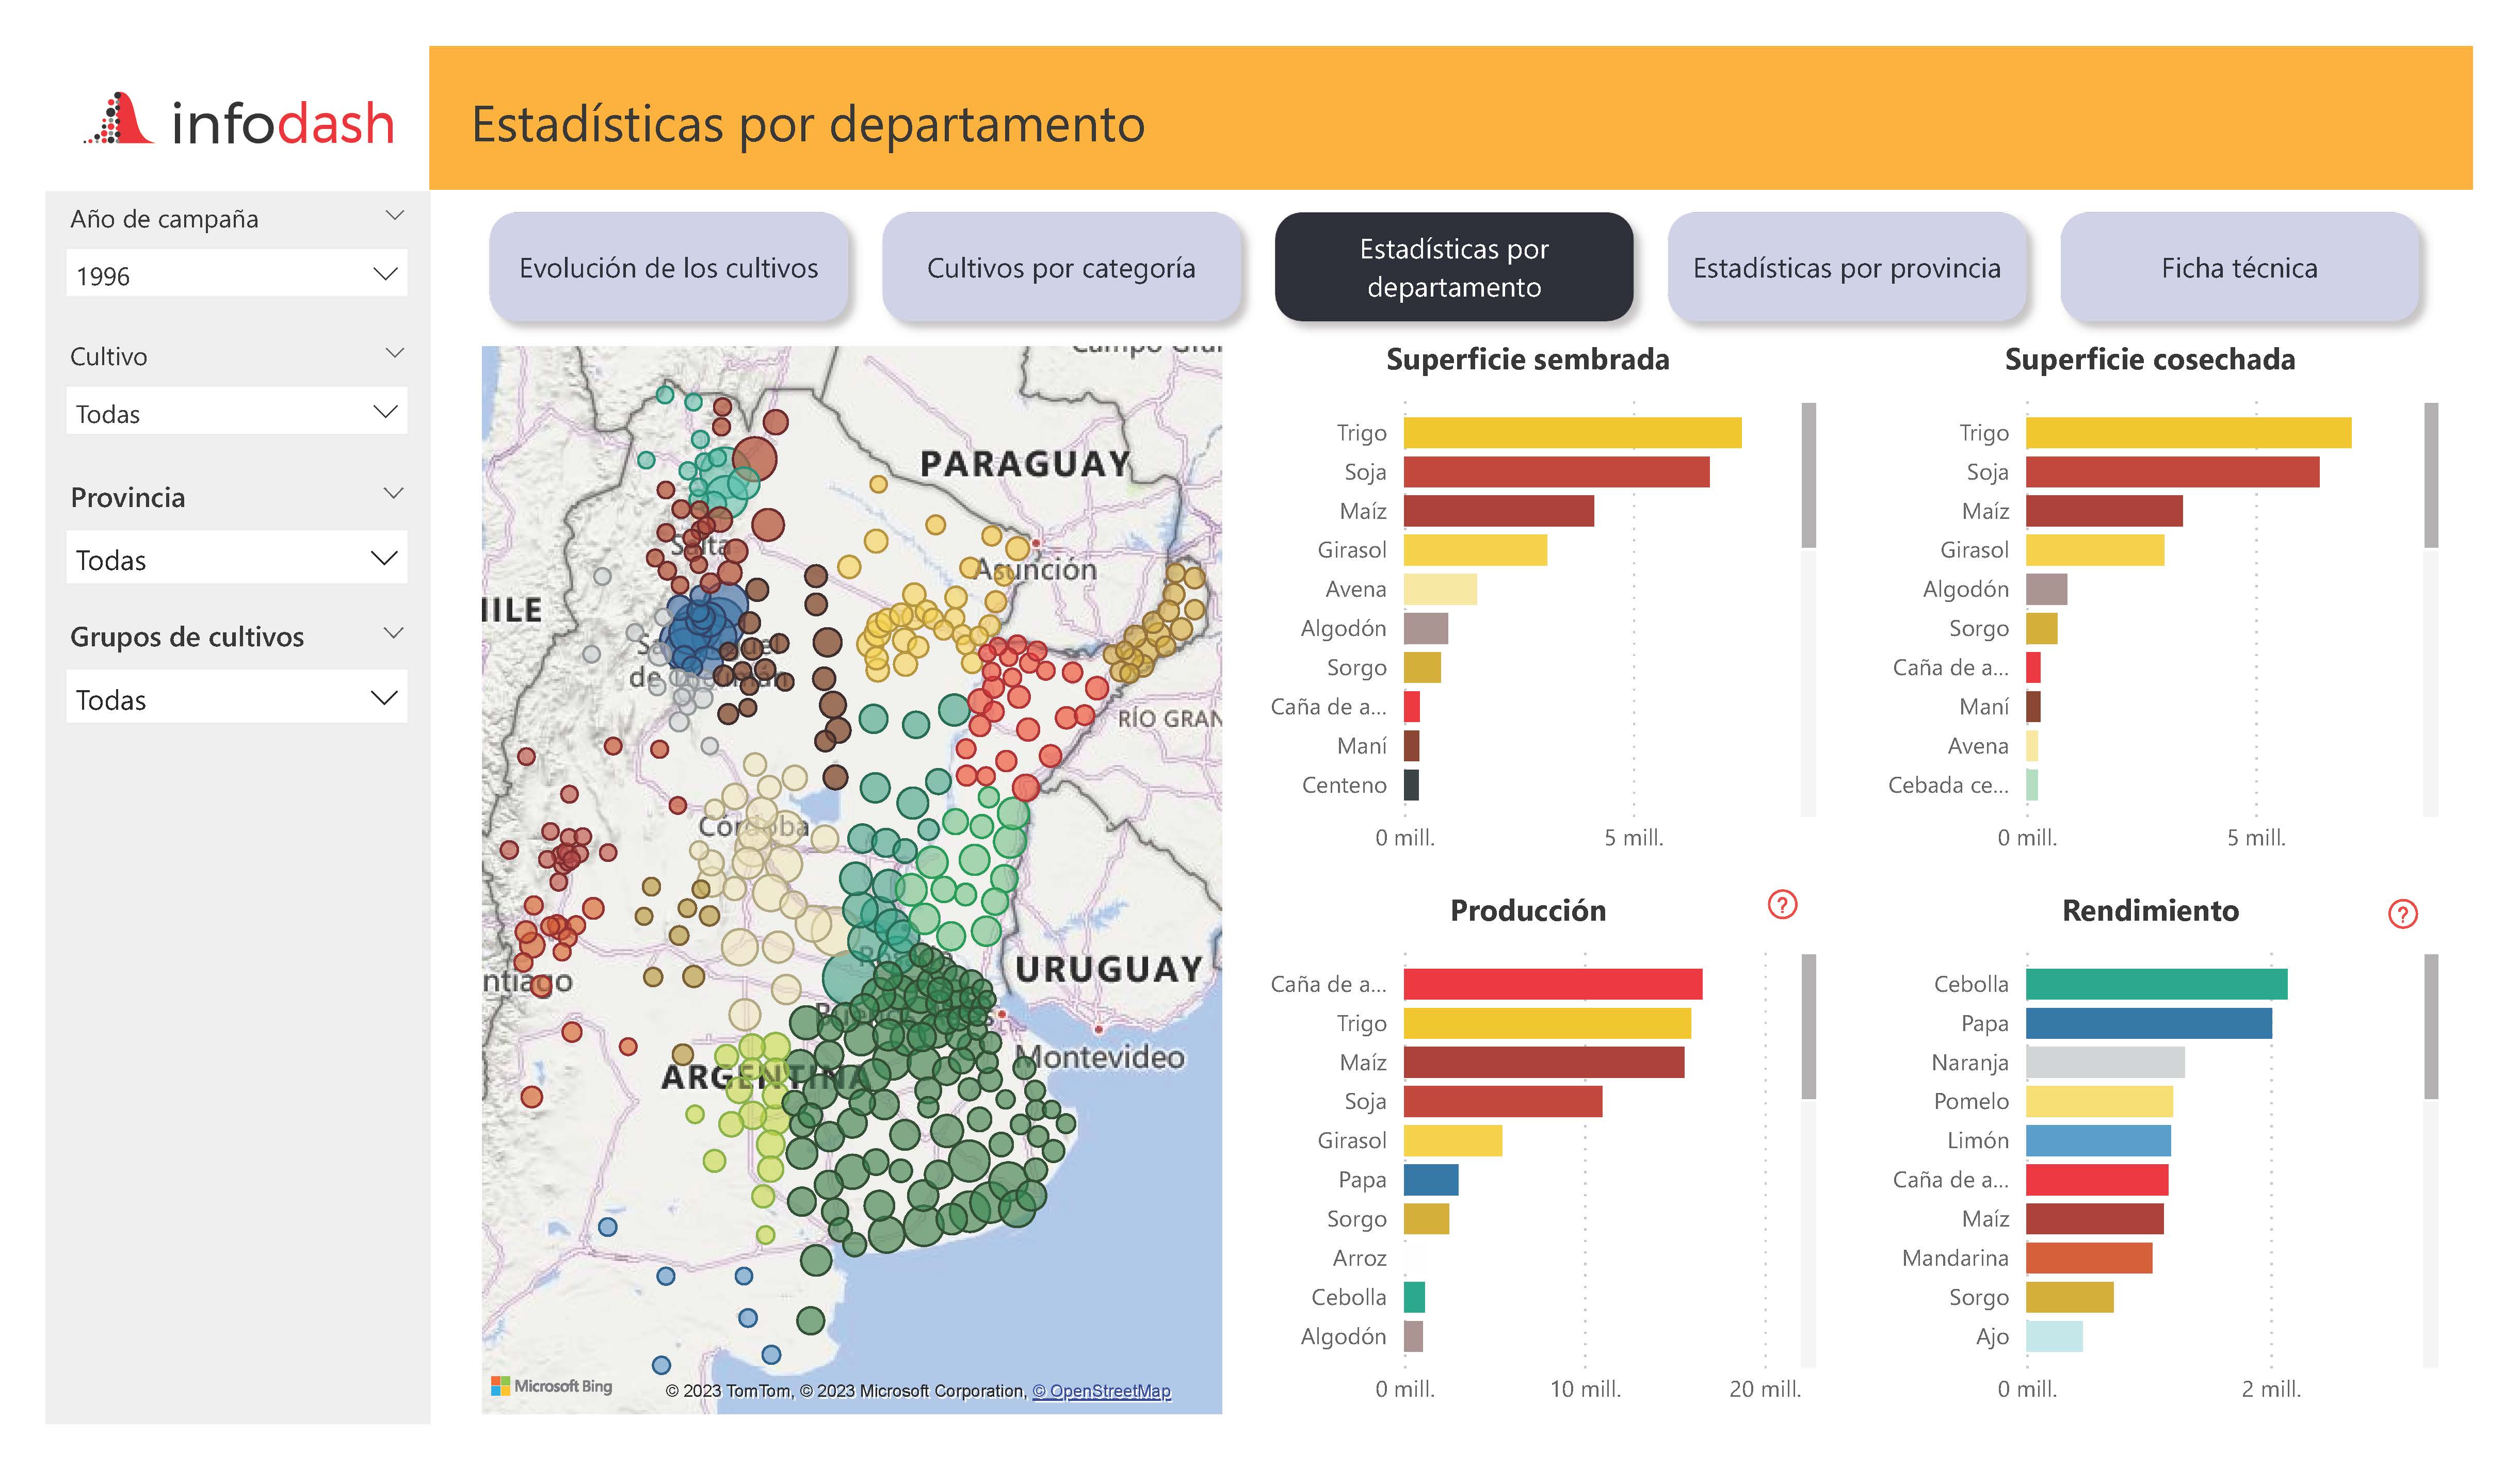 infodash
Estadísticas por departamento
Año de campaña
1996
Cultivo
Todas
Provincia
Todas
Grupos de cultivos
Todas
Evolución de los cultivos
Cultivos por categoría
Estadísticas por
departamento
Estadísticas por provincia
Ficha técnica
PARAGUAY
Salta
Asunción
RÍO GRAN
Córdoba
ntiago
URUGUAY
Montevideo
ARGENTINA
Microsoft Bing
© 2023 TomTom, © 2023 Microsoft Corporation, © OpenStreetMap
Superficie sembrada
Trigo
Soja
Maíz
Girasol
Avena
Algodón
Sorgo
Caña de a...
Maní
Centeno
0 mill.
5 mill.
Superficie cosechada
Trigo
Soja
Maíz
Girasol
Algodón
Sorgo
Caña de a...
Maní
Avena
Cebada ce...
0 mill.
5 mill.
Producción
?
Caña de a...
Trigo
Maíz
Soja
Girasol
Papa
Sorgo
Arroz
Cebolla
Algodón
0 mill.
10 mill.
20 mill.
Rendimiento
?
Cebolla
Papa
Naranja
Pomelo
Limón
Caña de a...
Maíz
Mandarina
Sorgo
Ajo
0 mill.
2 mill.